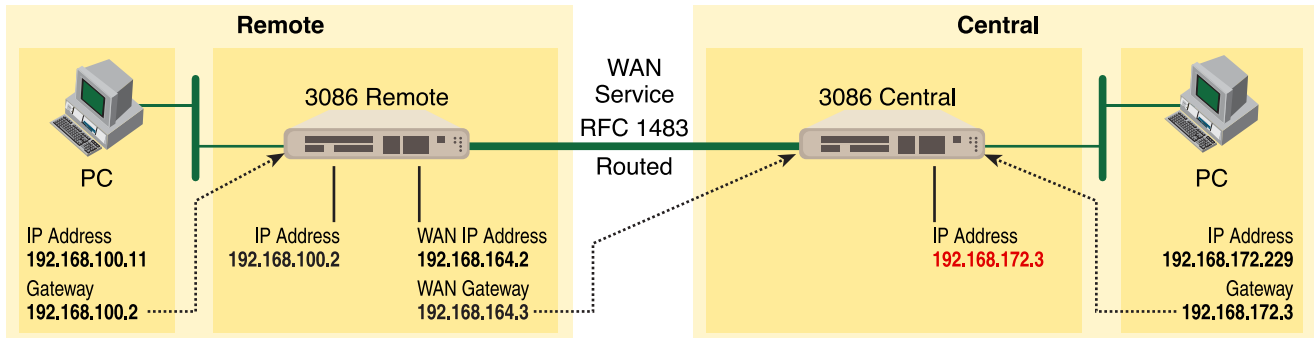 Remote
Central
PC
3086 Remote
WAN
Service
RFC 1483
Routed
3086 Central
PC
IP Address
192.168.100.11
Gateway
192.168.100.2
IP Address
192.168.100.2
WAN IP Address
192.168.164.2
WAN Gateway
192.168.164.3
IP Address
192.168.172.3
IP Address
192.168.172.229
Gateway
192.168.172.3